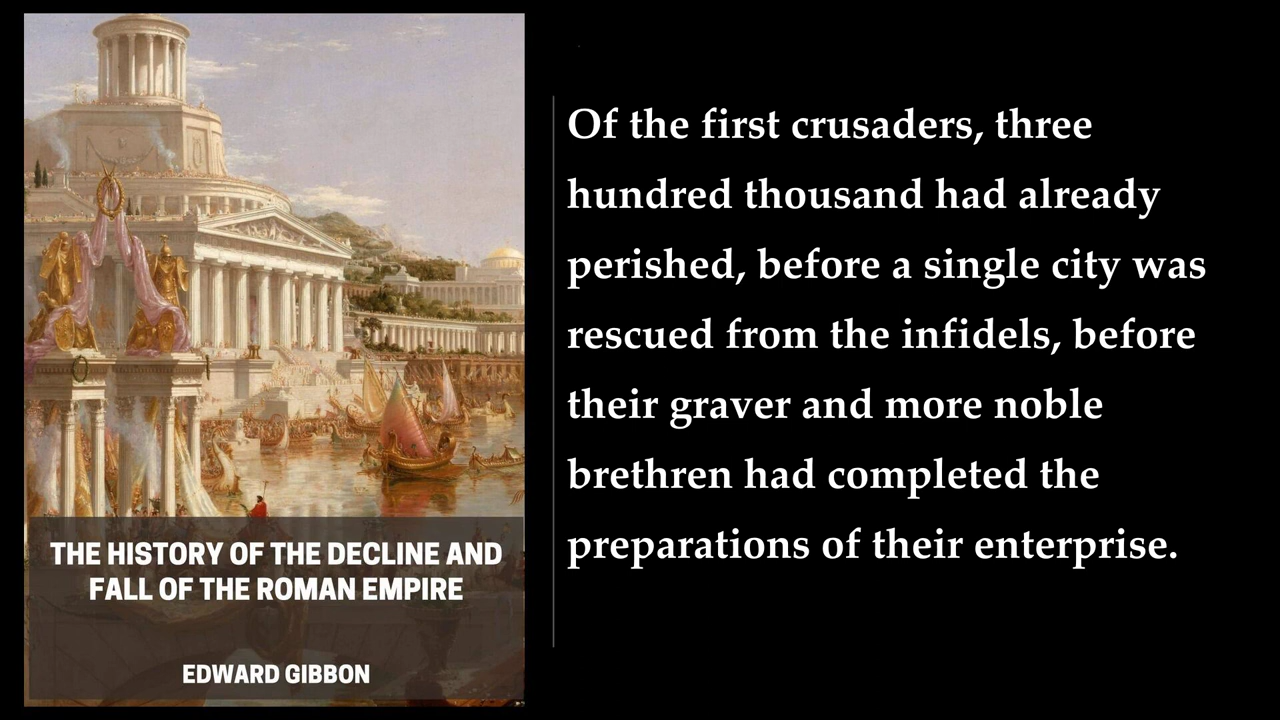 THE HISTORY OF THE DECLINE AND
FALL OF THE ROMAN EMPIRE
EDWARD GIBBON
Of the first crusaders, three
hundred thousand had already
perished, before a single city was
rescued from the infidels, before
their graver and more noble
brethren had completed the
preparations of their enterprise.